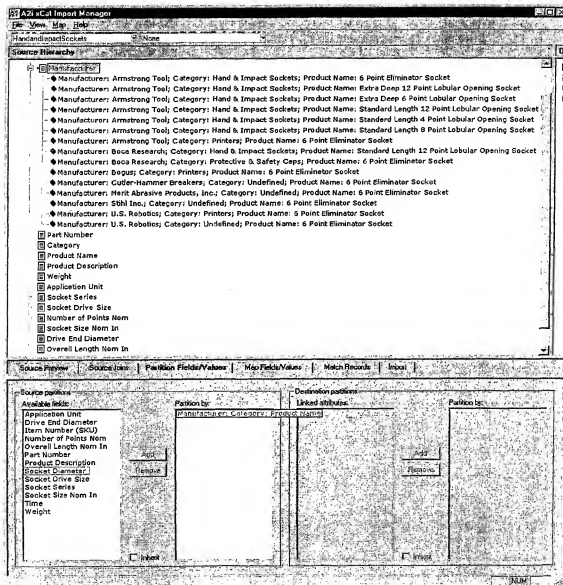 A2i xCat Import Manager
File View Map Help
HandandImpactSockets None
Source Hierarchy
Manufacturer
Manufacturer: Armstrong Tool; Category: Hand & Impact Sockets; Product Name: 6 Point Eliminator Socket
Manufacturer: Armstrong Tool; Category: Hand & Impact Sockets; Product Name: Extra Deep 12 Point Lobular Opening Socket
Manufacturer: Armstrong Tool; Category: Hand & Impact Sockets; Product Name: Extra Deep 6 Point Lobular Opening Socket
Manufacturer: Armstrong Tool; Category: Hand & Impact Sockets; Product Name: Standard Length 12 Point Lobular Opening Socket
Manufacturer: Armstrong Tool; Category: Hand & Impact Sockets; Product Name: Standard Length 4 Point Lobular Opening Socket
Manufacturer: Armstrong Tool; Category: Hand & Impact Sockets; Product Name: Standard Length 8 Point Lobular Opening Socket
Manufacturer: Armstrong Tool; Category: Printers; Product Name: 6 Point Eliminator Socket
Manufacturer: Boca Research; Category: Hand & Impact Sockets; Product Name: Standard Length 12 Point Lobular Opening Socket
Manufacturer: Boca Research; Category: Protective & Safety Caps; Product Name: 6 Point Eliminator Socket
Manufacturer: Bogus; Category: Printers; Product Name: 6 Point Eliminator Socket
Manufacturer: Cutler-Hammer Breakers; Category: Undefined; Product Name: 6 Point Eliminator Socket
Manufacturer: Merit Abrasive Products, Inc.; Category: Undefined; Product Name: 6 Point Eliminator Socket
Manufacturer: Stihl Inc.; Category: Undefined; Product Name: 6 Point Eliminator Socket
Manufacturer: U.S. Robotics; Category: Printers; Product Name: 6 Point Eliminator Socket
Manufacturer: U.S. Robotics; Category: Undefined; Product Name: 6 Point Eliminator Socket
Part Number
Category
Product Name
Product Description
Weight
Application Unit
Socket Series
Socket Drive Size
Number of Points Nom
Socket Size Nom In
Drive End Diameter
Overall Length Nom In
Source Preview Source Joins Partition Fields/Values Map Fields/Values Match Records Import
Source partitions Destination partitions
Available fields: Partition by: Linked attributes: Partition by:
Application Unit Manufacturer; Category; Product Name
Drive End Diameter
Item Number (SKU)
Number of Points Nom
Overall Length Nom In
Part Number Add Add
Product Description
Socket Diameter Remove Remove
Socket Drive Size
Socket Series
Socket Size Nom In
Time
Weight
Inherit Inherit
NUM